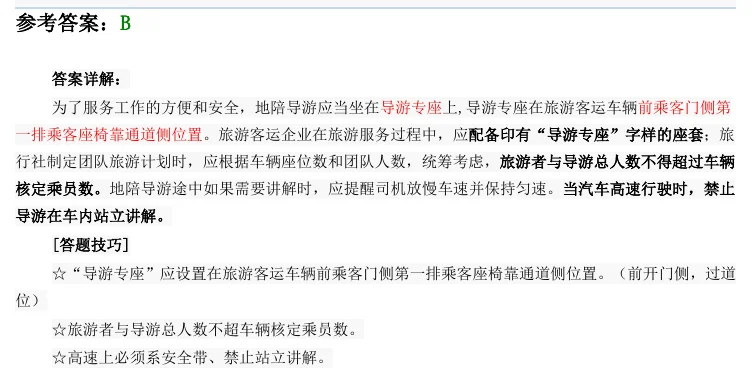 参考答案：B
答案详解：
为了服务工作的方便和安全，地陪导游应当坐在导游专座上,导游专座在旅游客运车辆前乘客门侧第
一排乘客座椅靠通道侧位置。旅游客运企业在旅游服务过程中，应配备印有“导游专座”字样的座套；旅
行社制定团队旅游计划时，应根据车辆座位数和团队人数，统筹考虑，旅游者与导游总人数不得超过车辆
核定乘员数。地陪导游途中如果需要讲解时，应提醒司机放慢车速并保持匀速。当汽车高速行驶时，禁止
导游在车内站立讲解。
[答题技巧]
☆“导游专座”应设置在旅游客运车辆前乘客门侧第一排乘客座椅靠通道侧位置。（前开门侧，过道
位）
☆旅游者与导游总人数不超车辆核定乘员数。
☆高速上必须系安全带、禁止站立讲解。